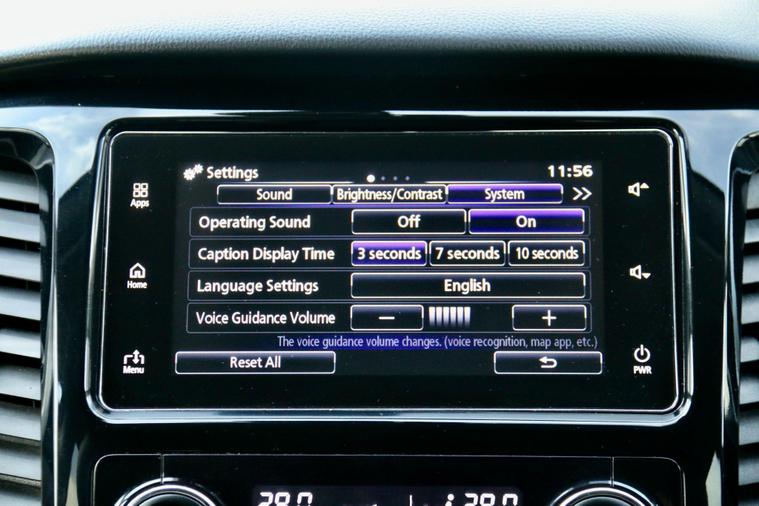 Settings 11:56
Sound Brightness/Contrast System >>
Operating Sound Off On
Caption Display Time 3 seconds 7 seconds 10 seconds
Language Settings English
Voice Guidance Volume − +
The voice guidance volume changes. (voice recognition, map app, etc.)
Reset All
Apps
Home
Menu
PWR